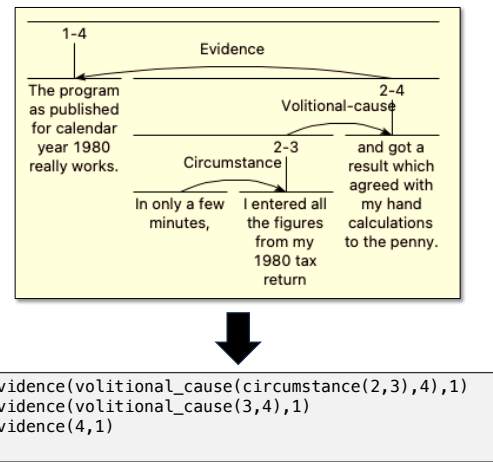 1-4
Evidence
The program
as published
for calendar
year 1980
really works.
2-4
Volitional-cause
2-3
Circumstance
In only a few
minutes,
I entered all
the figures
from my
1980 tax
return
and got a
result which
agreed with
my hand
calculations
to the penny.
vidence(volitional_cause(circumstance(2,3),4),1)
vidence(volitional_cause(3,4),1)
vidence(4,1)